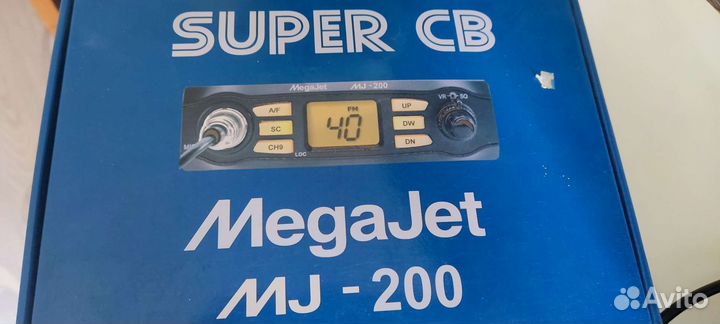 SUPER CB
MegaJet MJ-200
A/F
SC
CH9
MIC
LOC
FM
40
UP
DW
DN
VR SQ
MegaJet
MJ-200
Avito